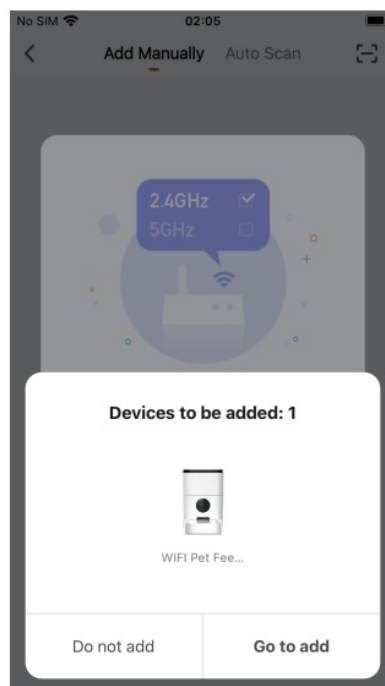 No SIM 02:05
Add Manually Auto Scan
2.4GHz
5GHz
Devices to be added: 1
WIFI Pet Fee...
Do not add Go to add